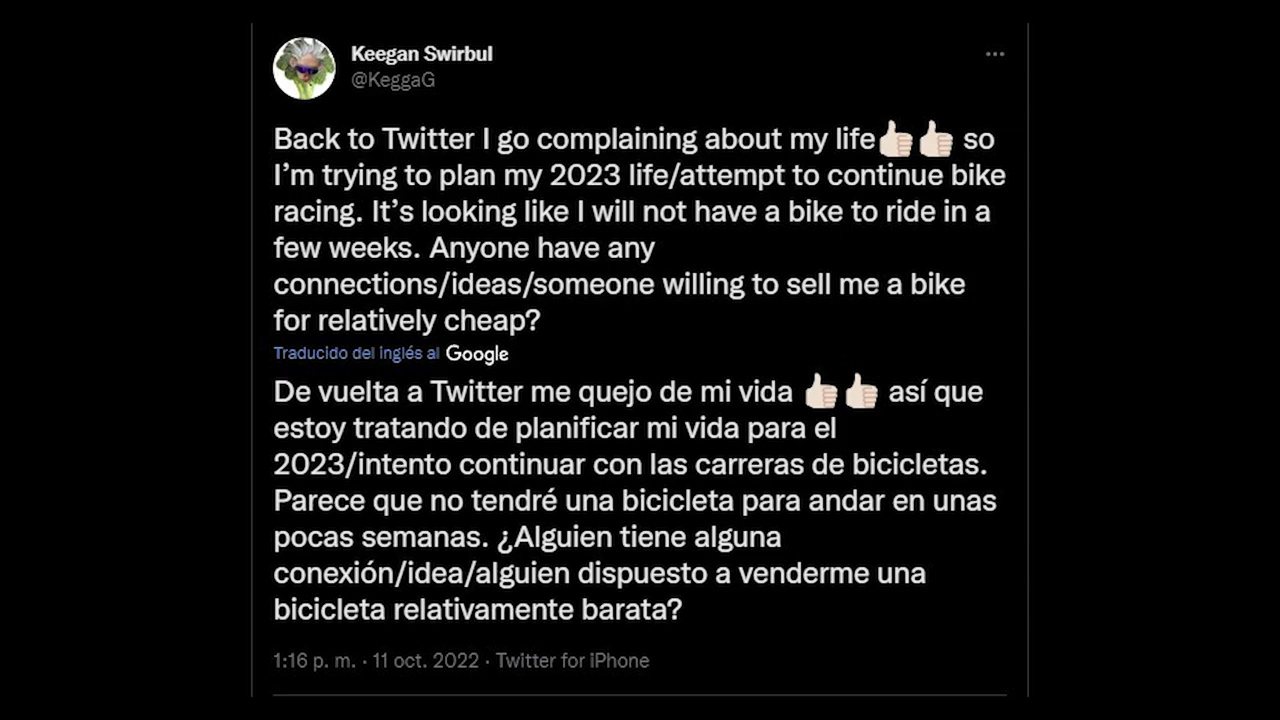 Keegan Swirbul
@KeggaG
Back to Twitter I go complaining about my life👍🏻👍🏻 so
I’m trying to plan my 2023 life/attempt to continue bike
racing. It’s looking like I will not have a bike to ride in a
few weeks. Anyone have any
connections/ideas/someone willing to sell me a bike
for relatively cheap?
Traducido del inglés al Google
De vuelta a Twitter me quejo de mi vida 👍🏻👍🏻 así que
estoy tratando de planificar mi vida para el
2023/intento continuar con las carreras de bicicletas.
Parece que no tendré una bicicleta para andar en unas
pocas semanas. ¿Alguien tiene alguna
conexión/idea/alguien dispuesto a venderme una
bicicleta relativamente barata?
1:16 p. m. · 11 oct. 2022 · Twitter for iPhone